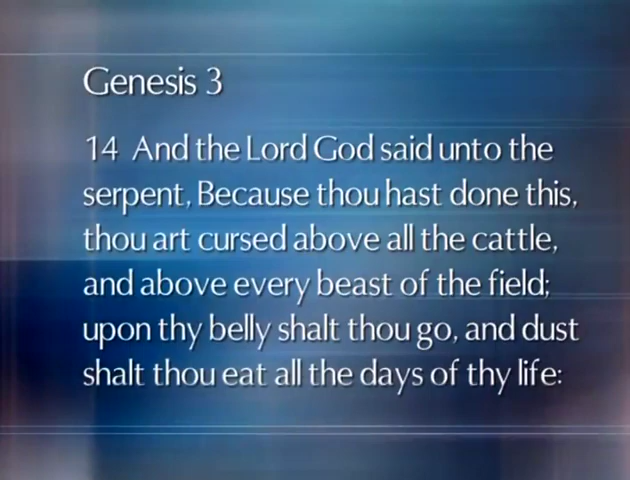 Genesis 3
14 And the Lord God said unto the
serpent, Because thou hast done this,
thou art cursed above all the cattle,
and above every beast of the field;
upon thy belly shalt thou go, and dust
shalt thou eat all the days of thy life: